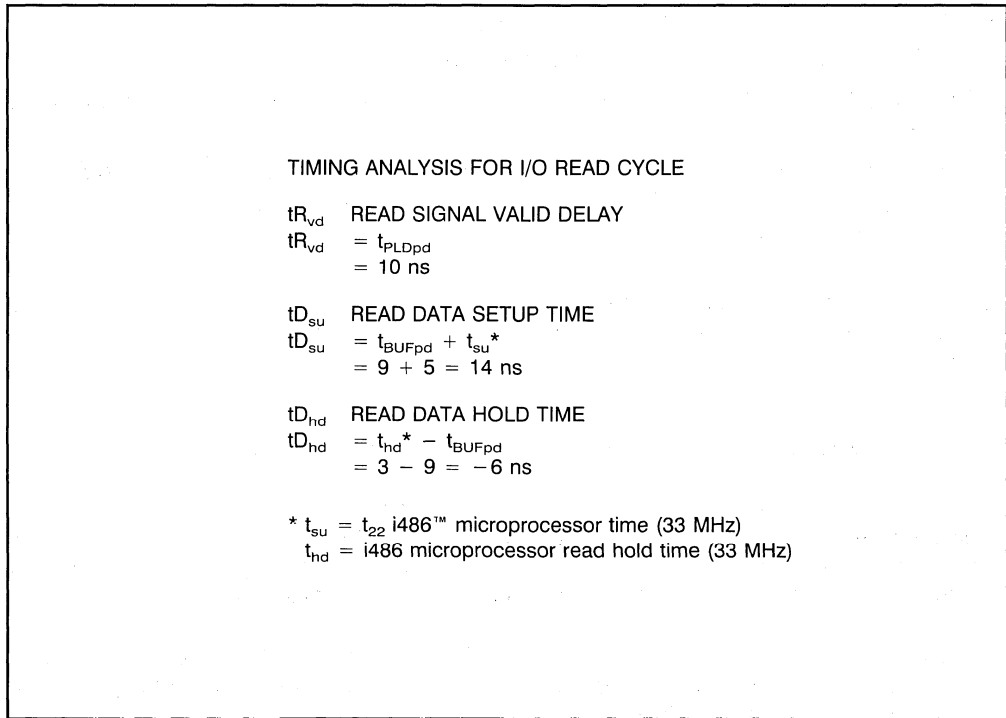 TIMING ANALYSIS FOR I/O READ CYCLE
tR_vd READ SIGNAL VALID DELAY
tR_vd = t_PLDpd
= 10 ns
tD_su READ DATA SETUP TIME
tD_su = t_BUFpd + t_su*
= 9 + 5 = 14 ns
tD_hd READ DATA HOLD TIME
tD_hd = t_hd* − t_BUFpd
= 3 − 9 = −6 ns
* t_su = t_22 i486™ microprocessor time (33 MHz)
t_hd = i486 microprocessor read hold time (33 MHz)